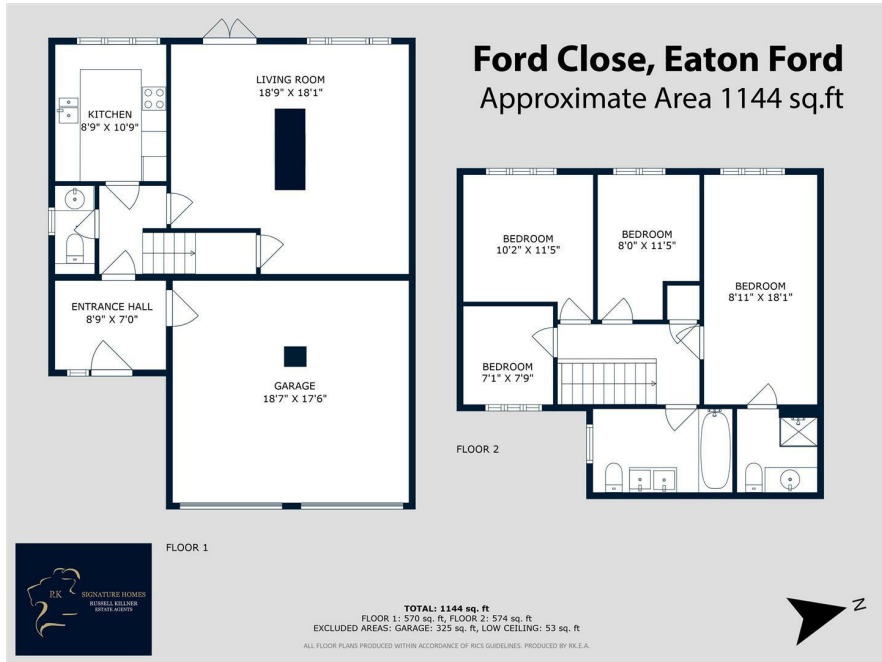 Ford Close, Eaton Ford
Approximate Area 1144 sq.ft
LIVING ROOM
18'9" X 18'1"
KITCHEN
8'9" X 10'9"
ENTRANCE HALL
8'9" X 7'0"
GARAGE
18'7" X 17'6"
FLOOR 1
BEDROOM
10'2" X 11'5"
BEDROOM
8'0" X 11'5"
BEDROOM
8'11" X 18'1"
BEDROOM
7'1" X 7'9"
FLOOR 2
RK
SIGNATURE HOMES
RUSSELL KILLNER
ESTATE AGENTS
TOTAL: 1144 sq. ft
FLOOR 1: 570 sq. ft, FLOOR 2: 574 sq. ft
EXCLUDED AREAS: GARAGE: 325 sq. ft, LOW CEILING: 53 sq. ft
ALL FLOOR PLANS PRODUCED WITHIN ACCORDANCE OF RICS GUIDELINES. PRODUCED BY RK.E.A.
Z